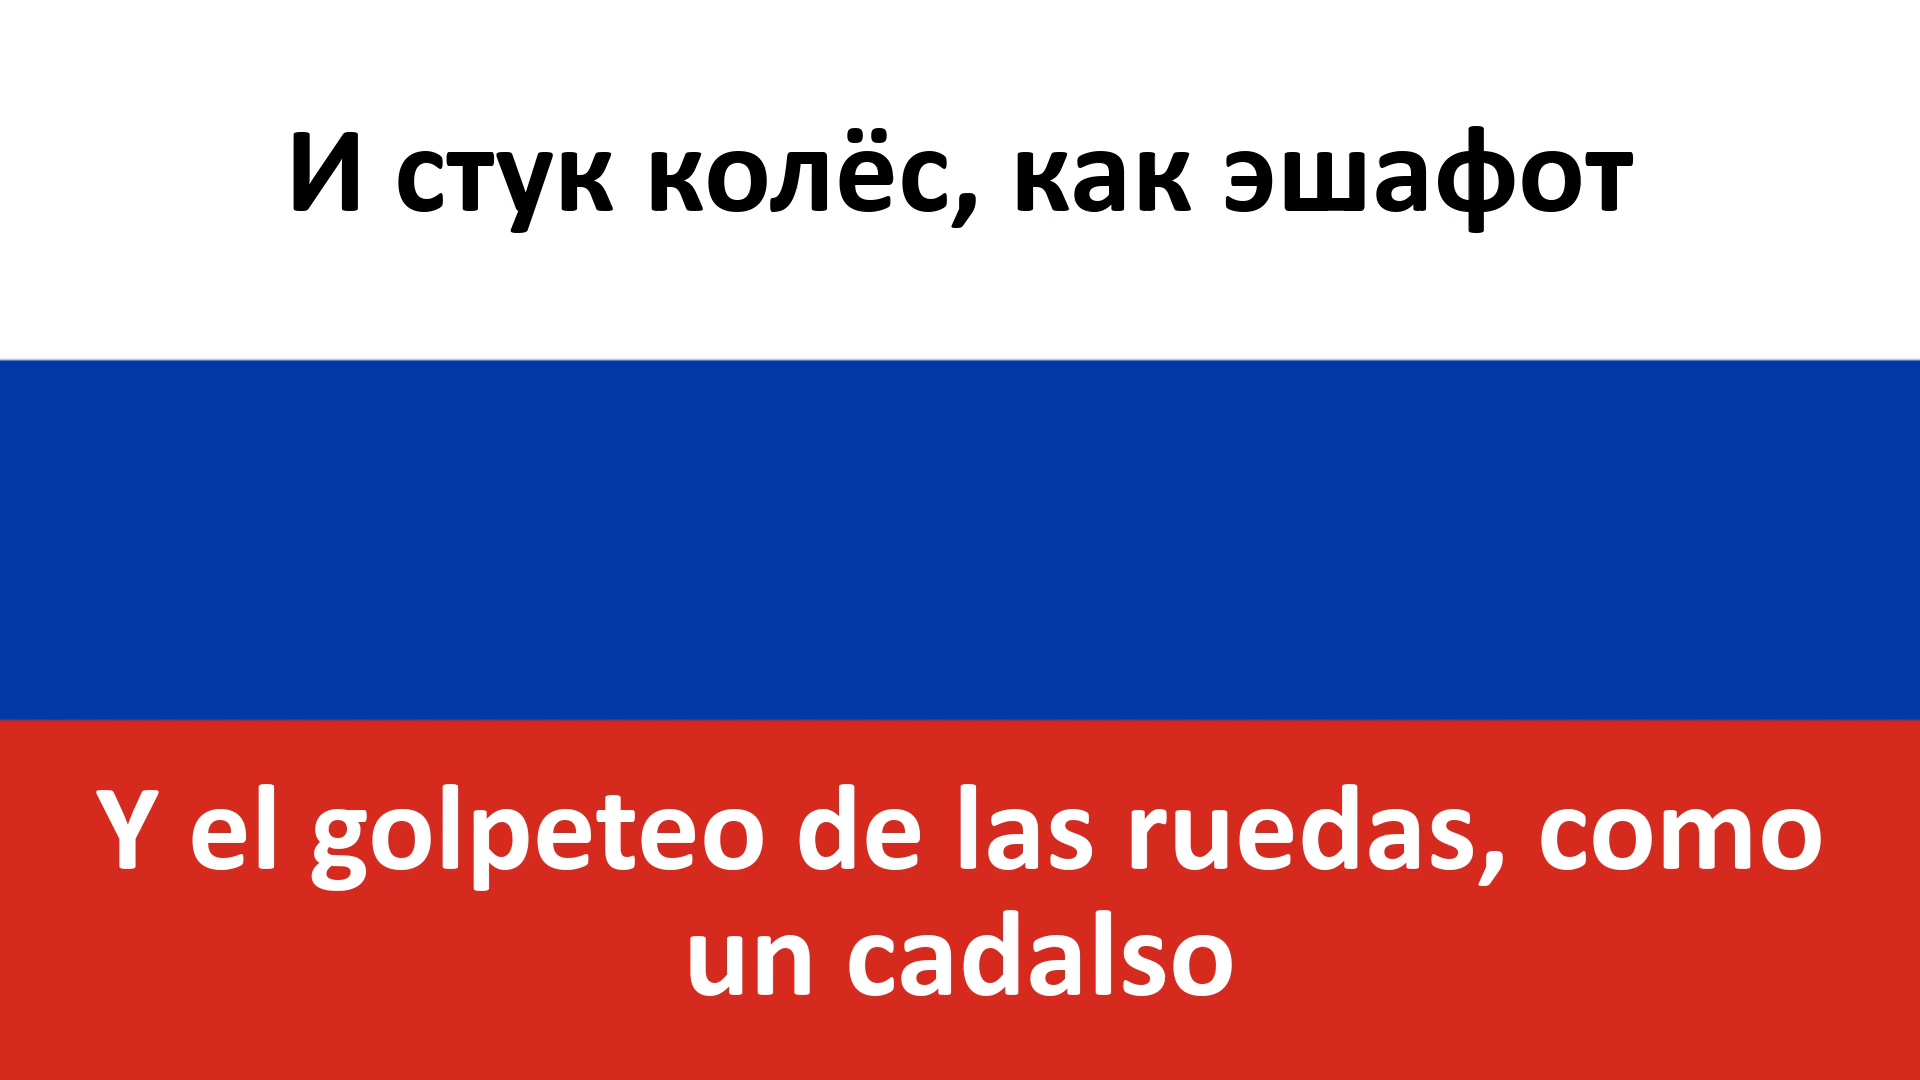 И стук колёс, как эшафот
Y el golpeteo de las ruedas, como
un cadalso